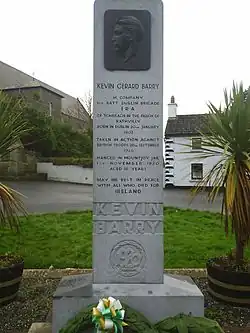 KEVIN GERARD BARRY
H. COMPANY
1ST BATT DUBLIN BRIGADE
I R A
OF TOMBEAGH IN THE PARISH OF
RATHVILLY
BORN IN DUBLIN 20TH JANUARY
1902
TAKEN IN ACTION AGAINST
BRITISH TROOPS 20TH SEPTEMBER
1920
HANGED IN MOUNTJOY JAIL
1ST NOVEMBER 1920
AGED 18 YEARS
MAY HE REST IN PEACE
WITH ALL WHO DIED FOR
IRELAND
KEVIN
BARRY